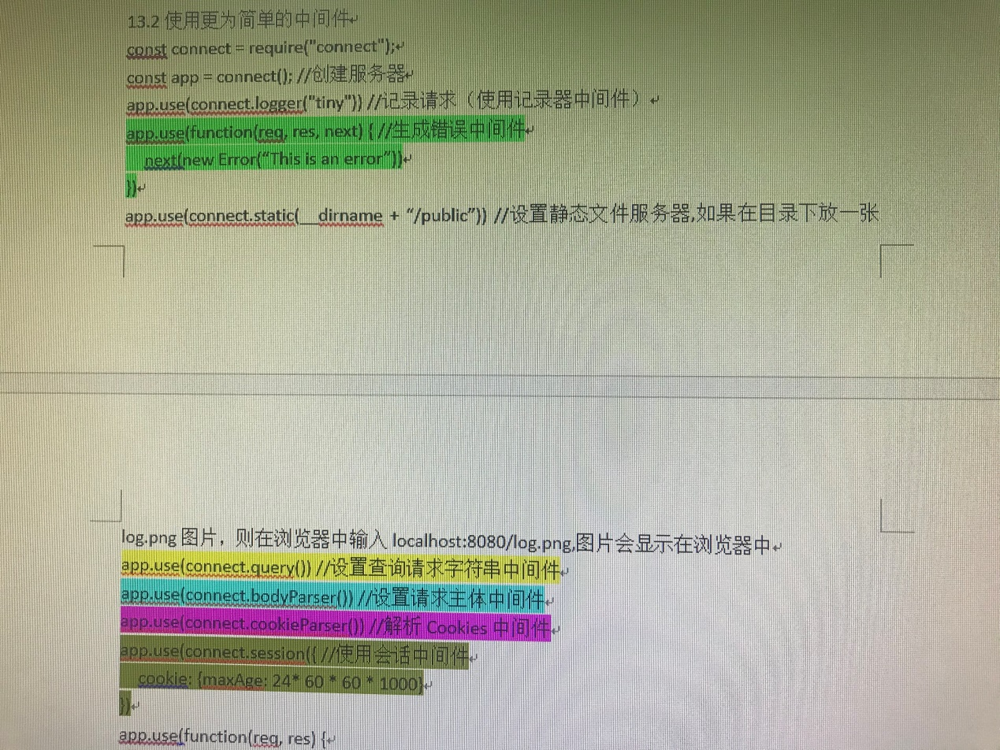 13.2 使用更为简单的中间件
const connect = require("connect");
const app = connect(); //创建服务器
app.use(connect.logger("tiny")) //记录请求（使用记录器中间件）
app.use(function(req, res, next) { //生成错误中间件
next(new Error(“This is an error”))
})
app.use(connect.static(__dirname + “/public”)) //设置静态文件服务器,如果在目录下放一张
log.png 图片，则在浏览器中输入 localhost:8080/log.png,图片会显示在浏览器中
app.use(connect.query()) //设置查询请求字符串中间件
app.use(connect.bodyParser()) //设置请求主体中间件
app.use(connect.cookieParser()) //解析 Cookies 中间件
app.use(connect.session({ //使用会话中间件
cookie: {maxAge: 24* 60 * 60 * 1000}
})
app.use(function(req, res) {